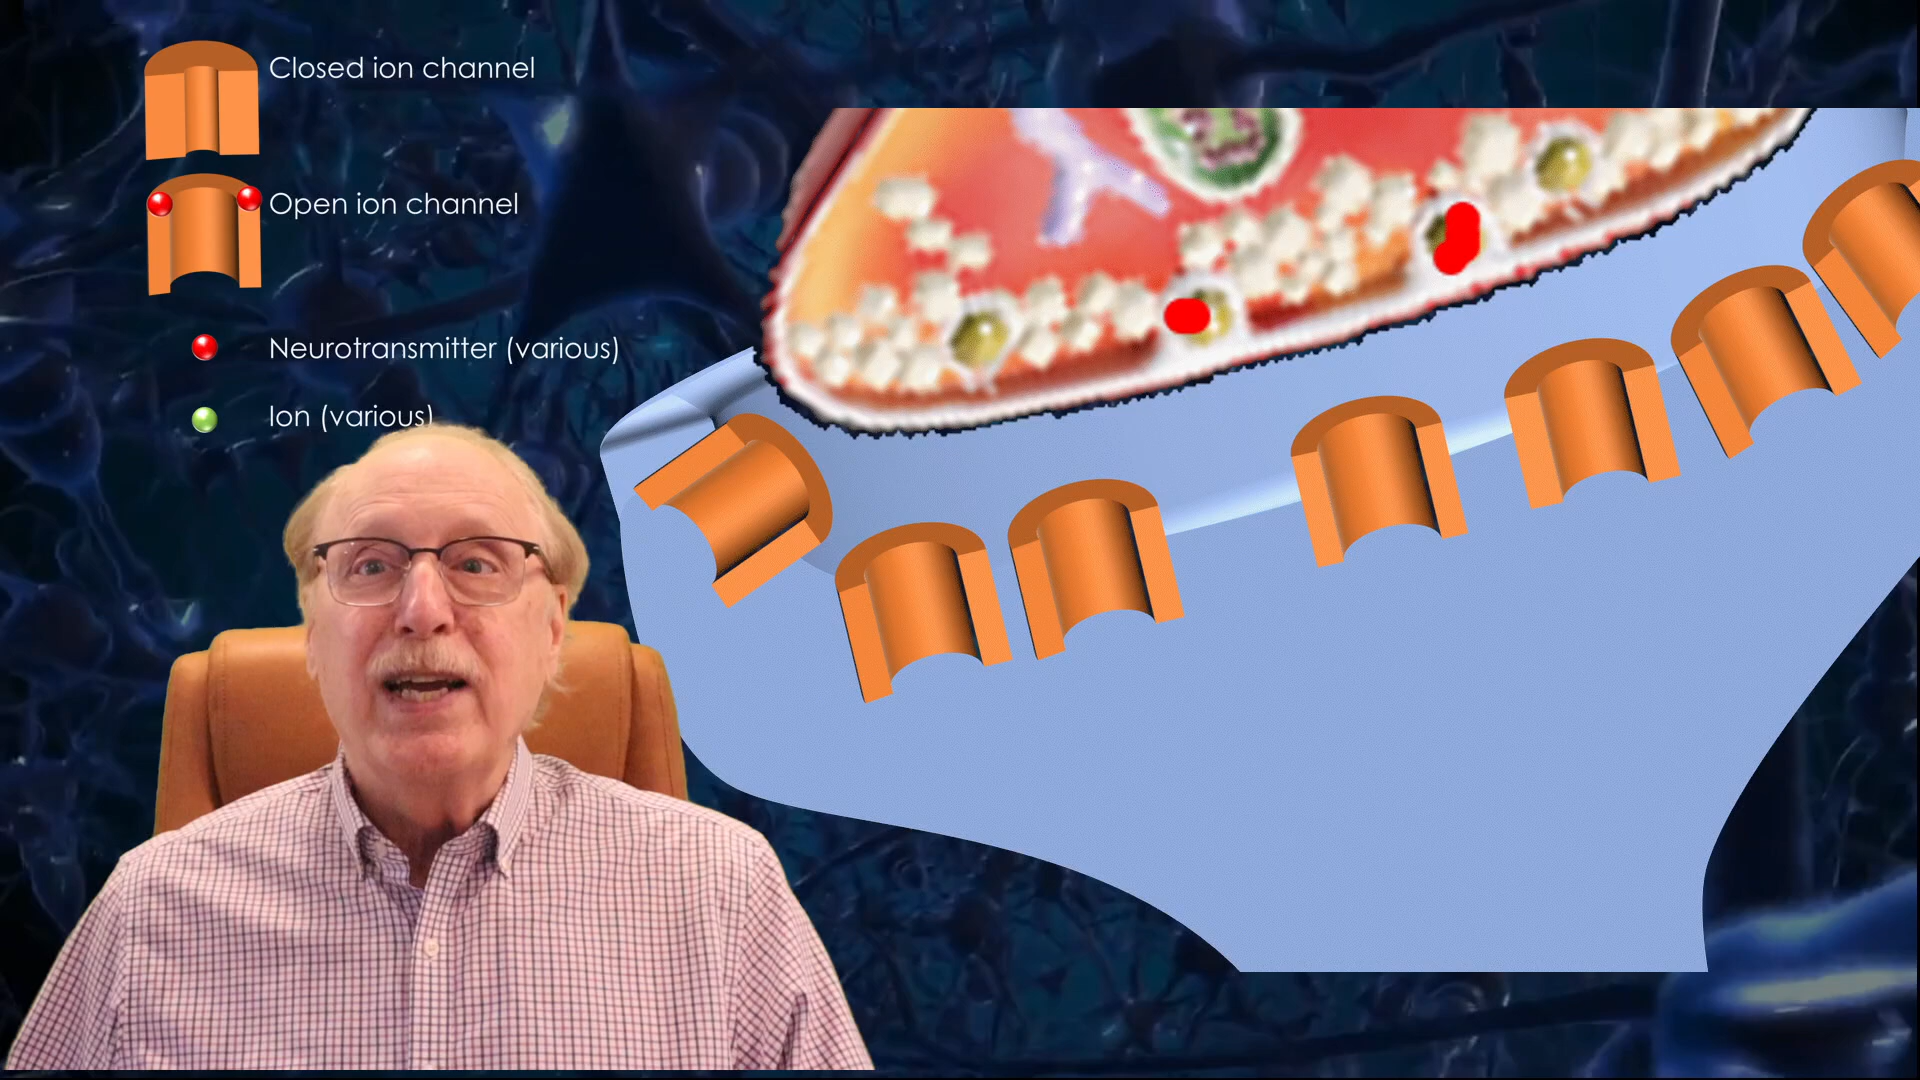 Closed ion channel
Open ion channel
Neurotransmitter (various)
Ion (various)